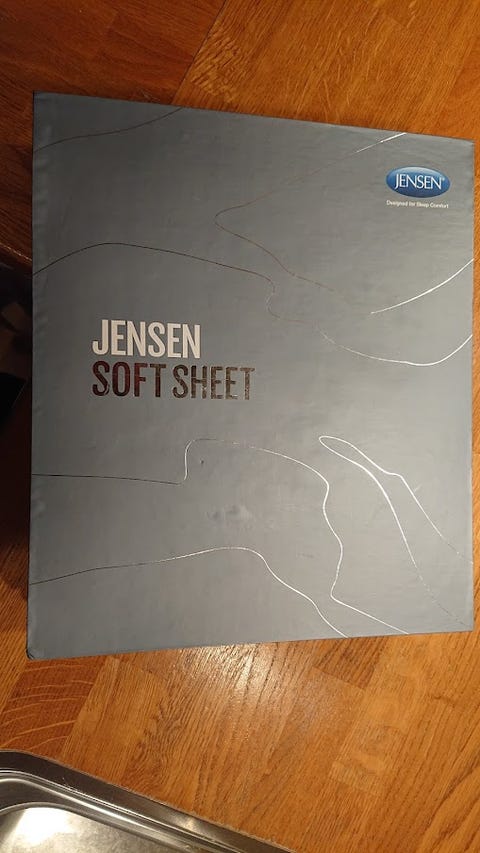 JENSEN®
Designed for Sleep Comfort
JENSEN
SOFT SHEET